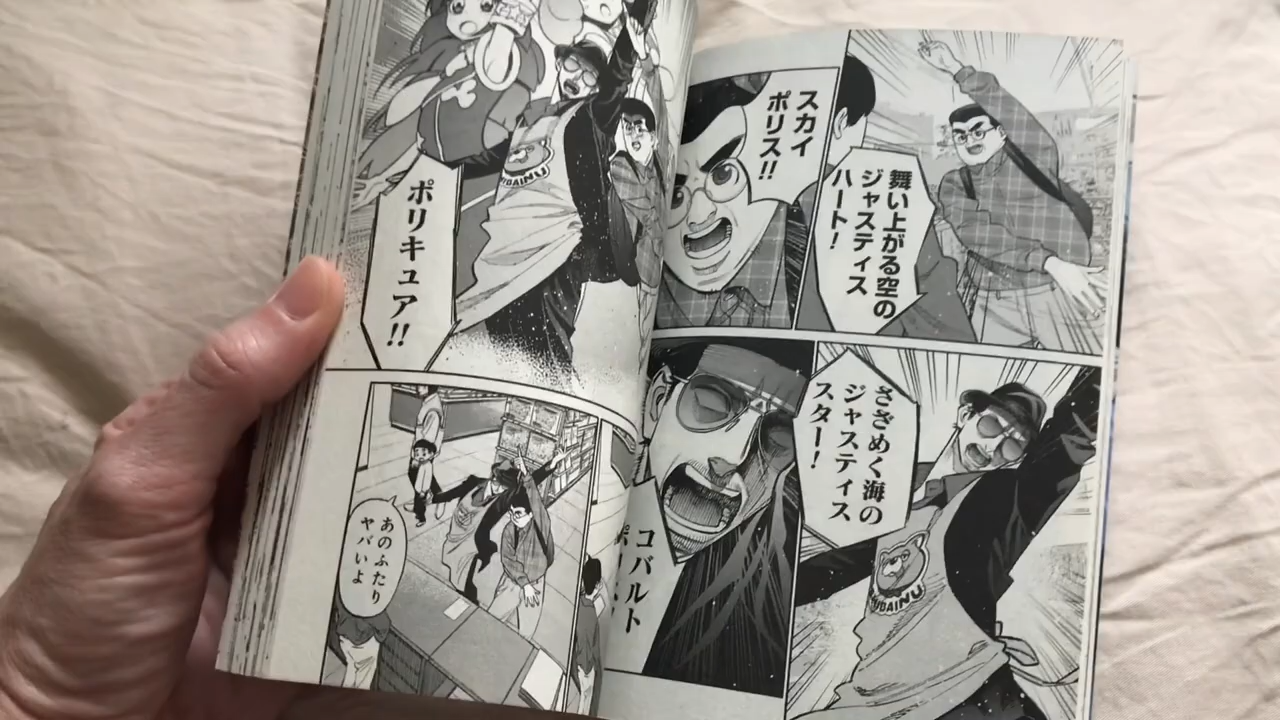 舞い上がる空の
ジャスティス
ハート!
スカイ
ポリス!!
さざめく海の
ジャスティス
スター!
SHIBAINU
コバルト
ポリキュア!!
あのふたり
ヤバいよ